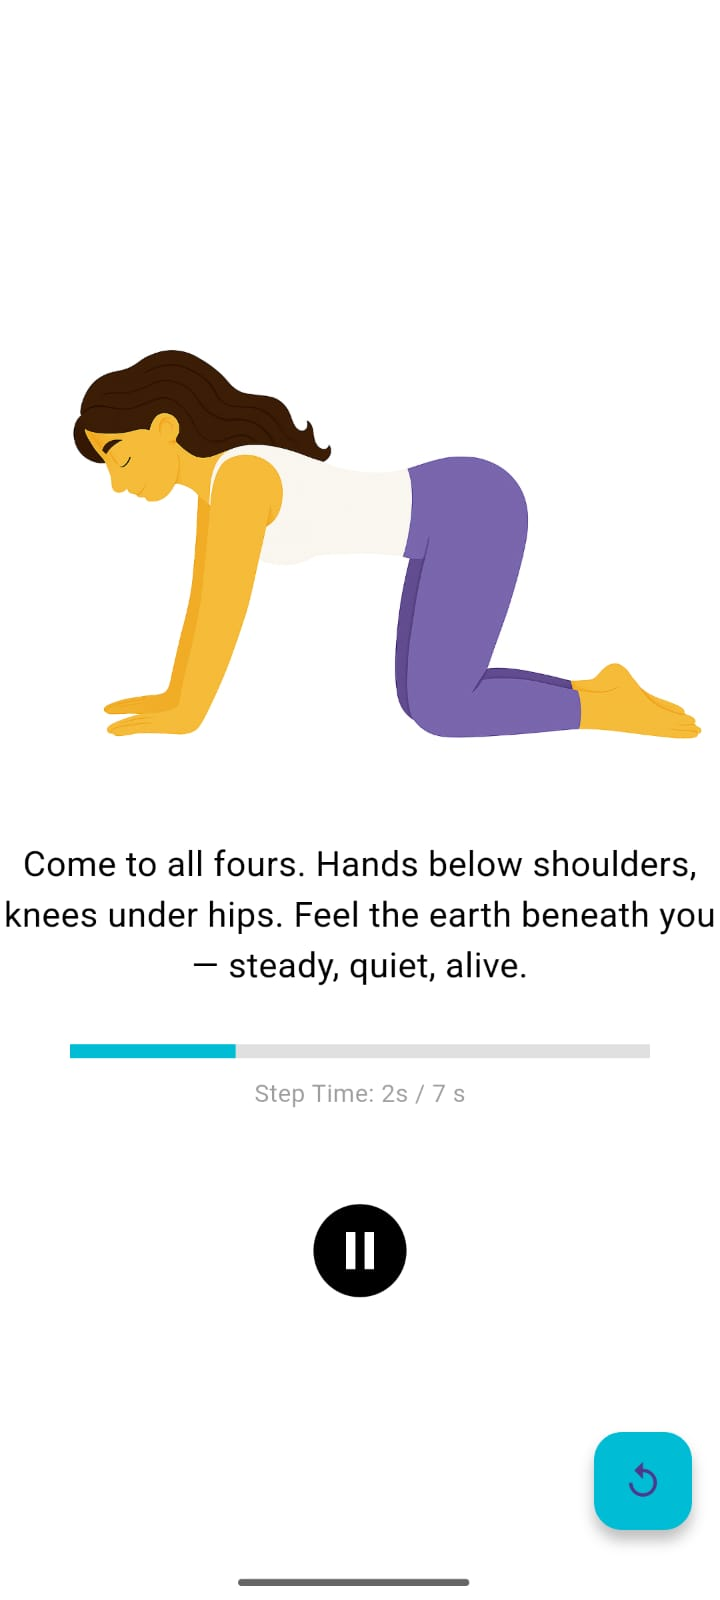 Come to all fours. Hands below shoulders,
knees under hips. Feel the earth beneath you
— steady, quiet, alive.
Step Time: 2s / 7 s